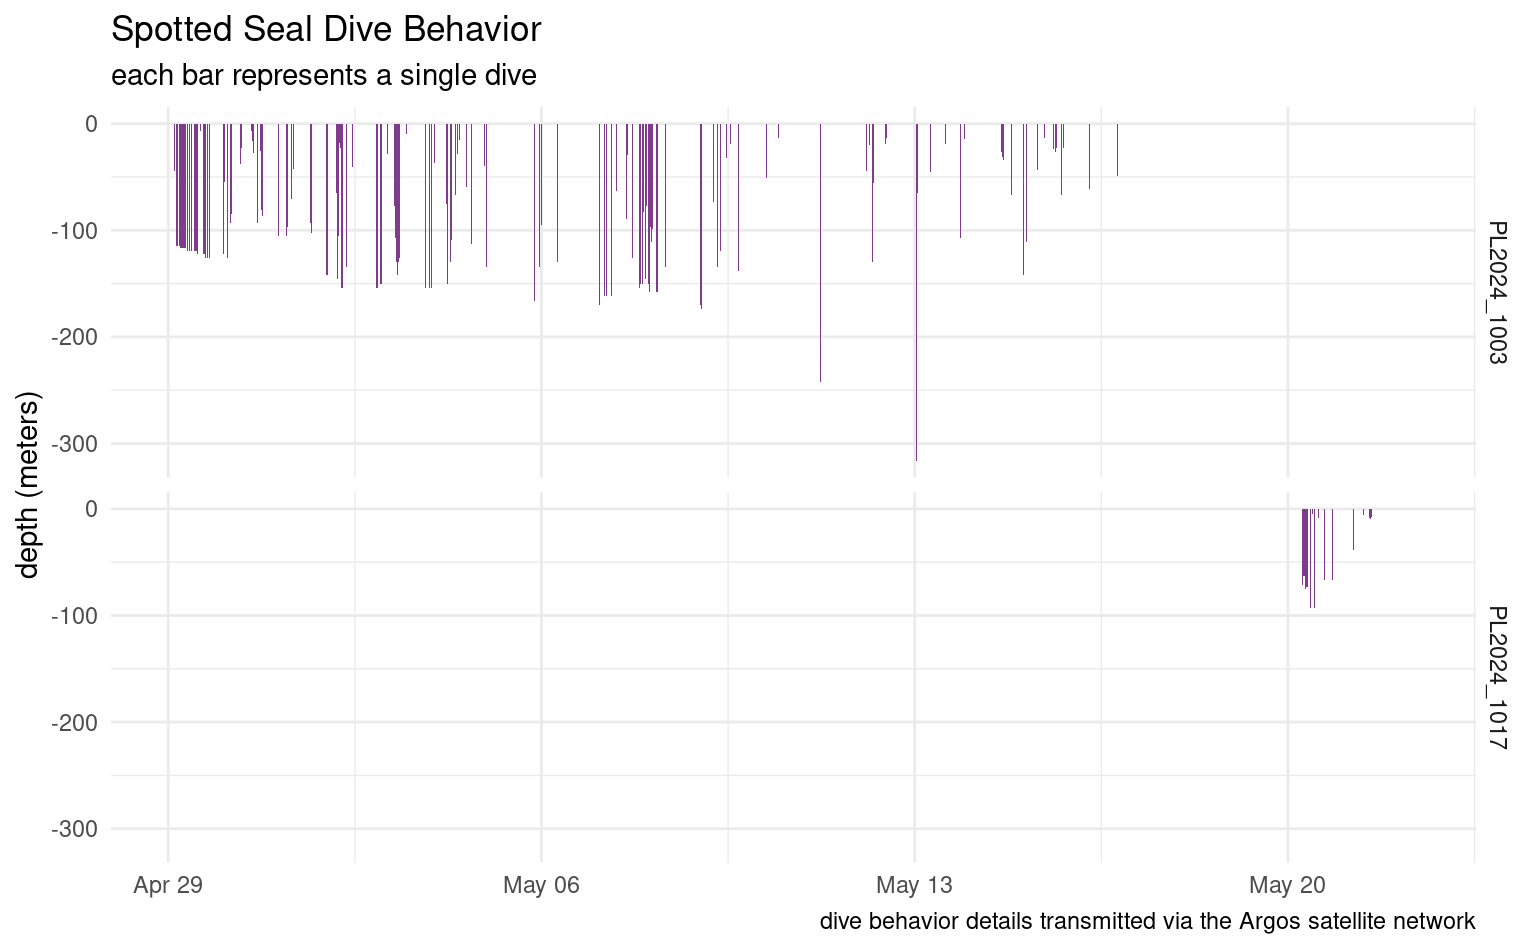 Spotted Seal Dive Behavior
each bar represents a single dive
depth (meters)
0
-100
-200
-300
PL2024_1003
0
-100
-200
-300
PL2024_1017
Apr 29 May 06 May 13 May 20
dive behavior details transmitted via the Argos satellite network